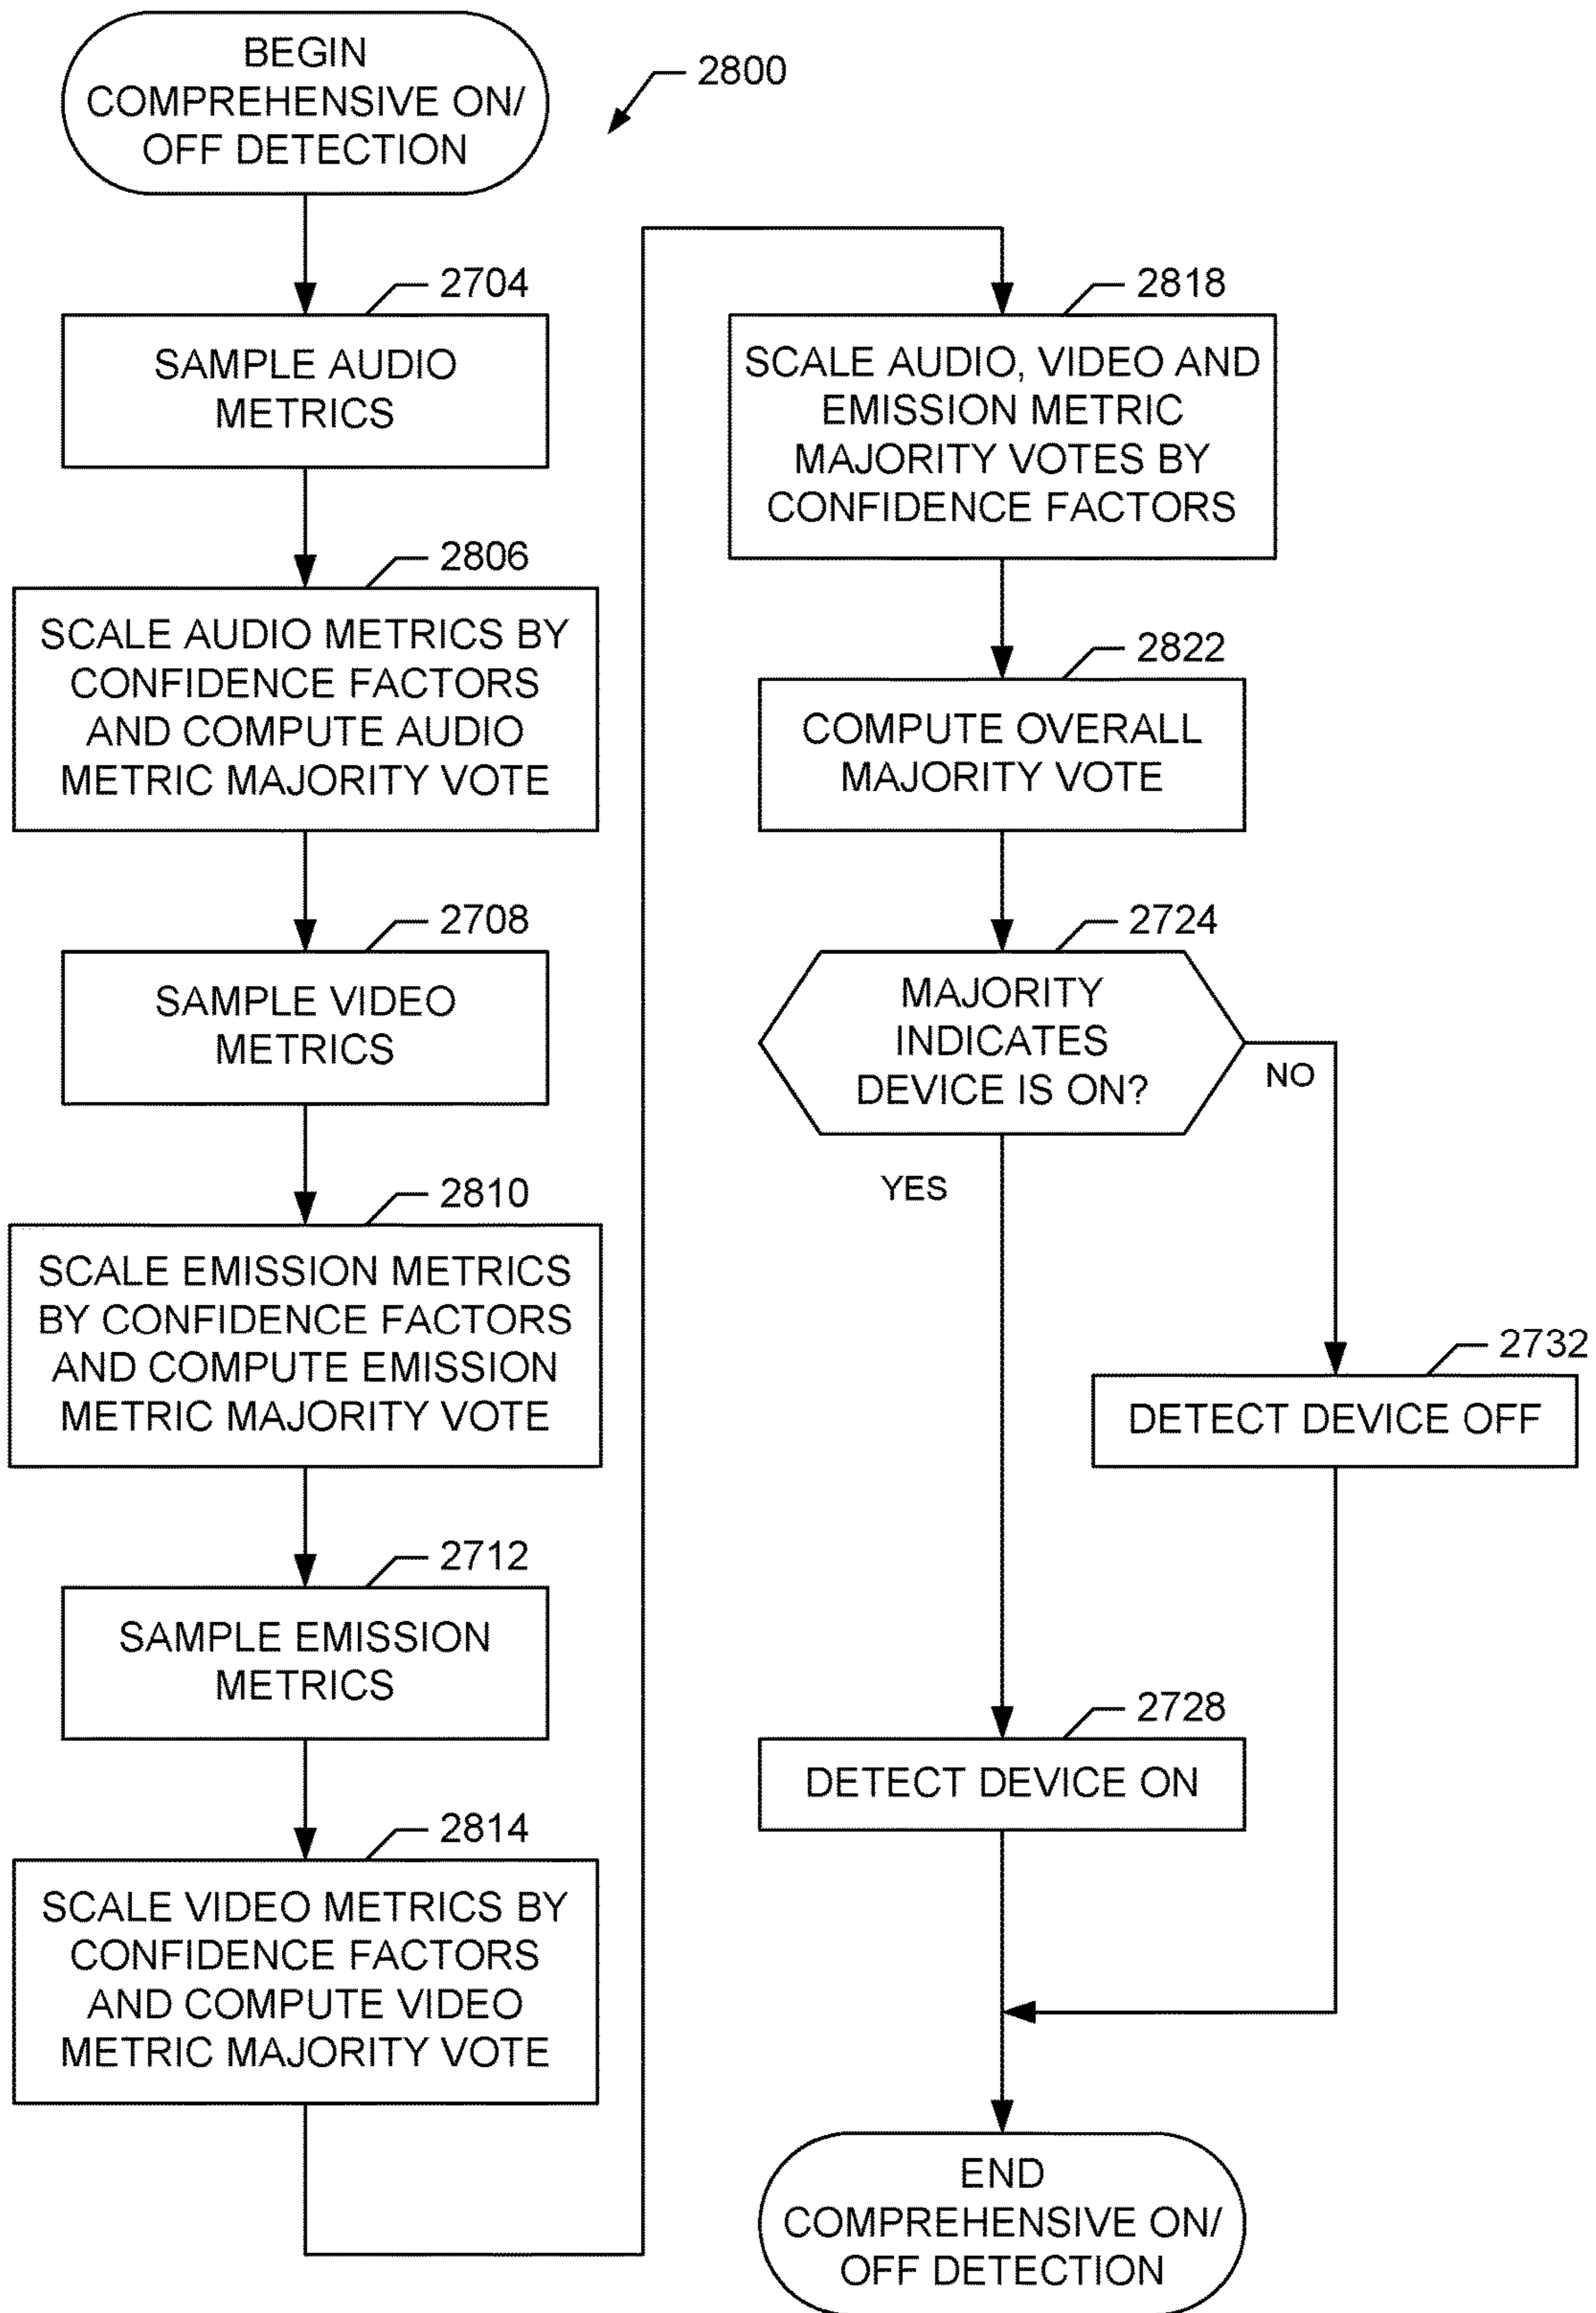 BEGIN
COMPREHENSIVE ON/
OFF DETECTION
2800
2704
SAMPLE AUDIO
METRICS
2806
SCALE AUDIO METRICS BY
CONFIDENCE FACTORS
AND COMPUTE AUDIO
METRIC MAJORITY VOTE
2708
SAMPLE VIDEO
METRICS
2810
SCALE EMISSION METRICS
BY CONFIDENCE FACTORS
AND COMPUTE EMISSION
METRIC MAJORITY VOTE
2712
SAMPLE EMISSION
METRICS
2814
SCALE VIDEO METRICS BY
CONFIDENCE FACTORS
AND COMPUTE VIDEO
METRIC MAJORITY VOTE
2818
SCALE AUDIO, VIDEO AND
EMISSION METRIC
MAJORITY VOTES BY
CONFIDENCE FACTORS
2822
COMPUTE OVERALL
MAJORITY VOTE
2724
MAJORITY
INDICATES
DEVICE IS ON?
NO
YES
2732
DETECT DEVICE OFF
2728
DETECT DEVICE ON
END
COMPREHENSIVE ON/
OFF DETECTION